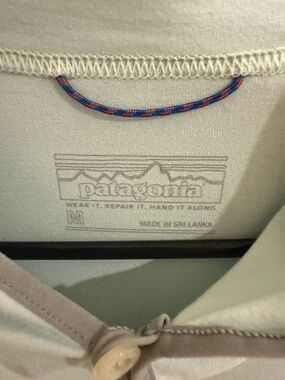 patagonia
WEAR IT, REPAIR IT, HAND IT ALONG
M
MADE IN SRI LANKA